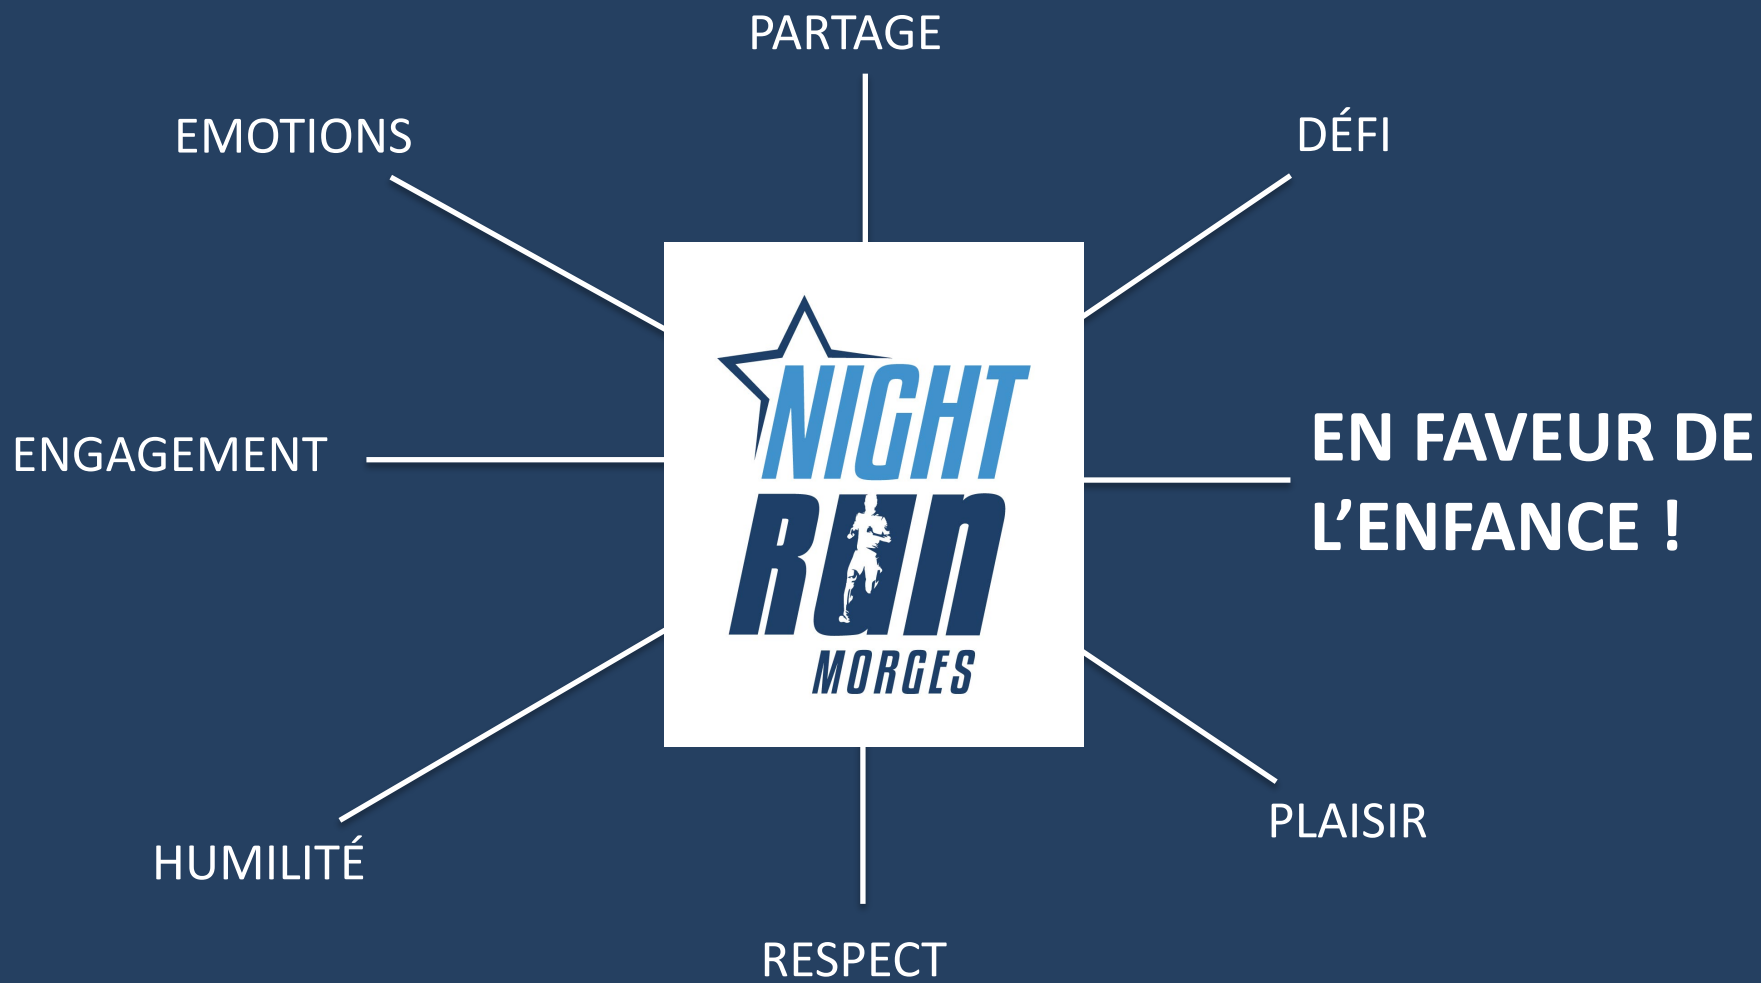 PARTAGE
EMOTIONS
DÉFI
NIGHT
RUN
MORGES
ENGAGEMENT
EN FAVEUR DE
L’ENFANCE !
HUMILITÉ
PLAISIR
RESPECT